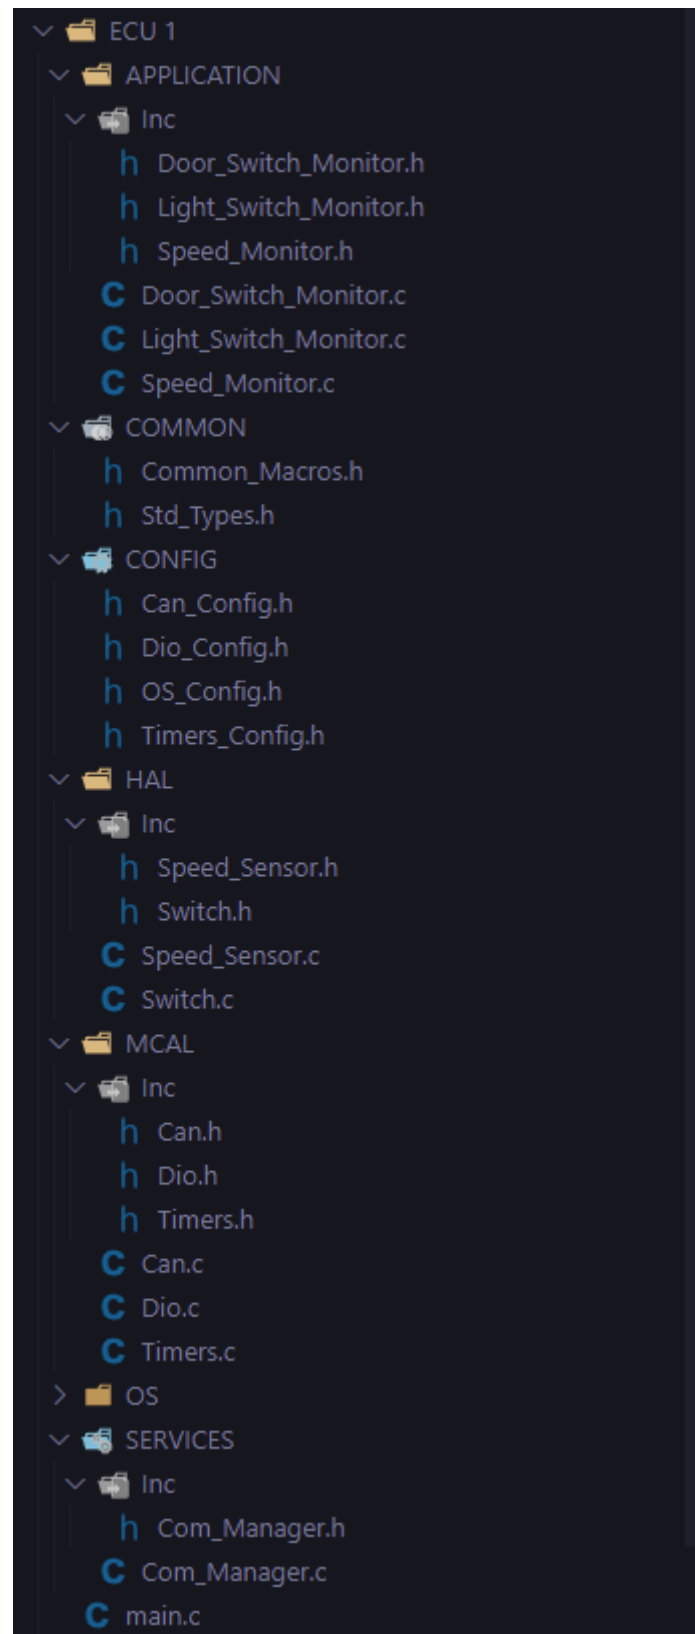 ECU 1
APPLICATION
Inc
h Door_Switch_Monitor.h
h Light_Switch_Monitor.h
h Speed_Monitor.h
C Door_Switch_Monitor.c
C Light_Switch_Monitor.c
C Speed_Monitor.c
COMMON
h Common_Macros.h
h Std_Types.h
CONFIG
h Can_Config.h
h Dio_Config.h
h OS_Config.h
h Timers_Config.h
HAL
Inc
h Speed_Sensor.h
h Switch.h
C Speed_Sensor.c
C Switch.c
MCAL
Inc
h Can.h
h Dio.h
h Timers.h
C Can.c
C Dio.c
C Timers.c
OS
SERVICES
Inc
h Com_Manager.h
C Com_Manager.c
C main.c